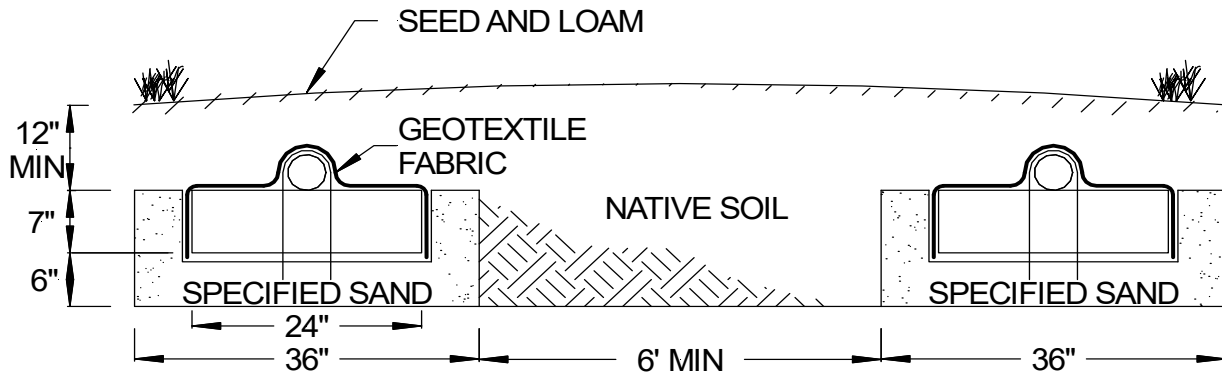 SEED AND LOAM
12"
MIN
GEOTEXTILE
FABRIC
7"
NATIVE SOIL
6"
SPECIFIED SAND
SPECIFIED SAND
24"
36"
6' MIN
36"